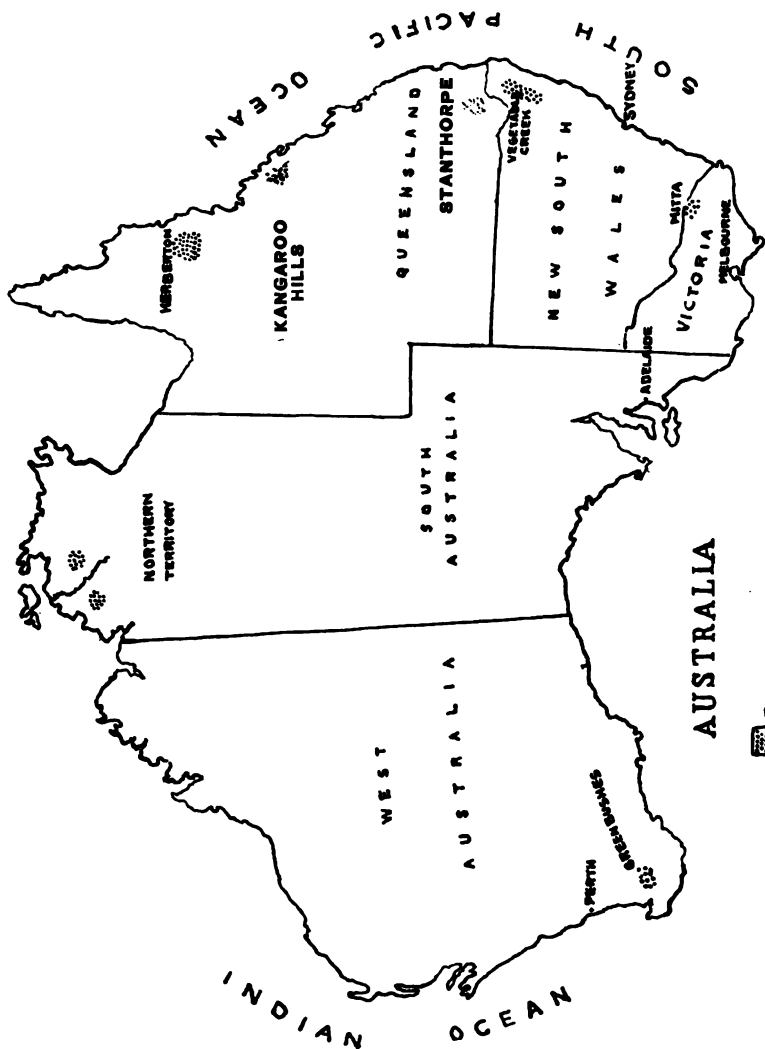 SOUTH PACIFIC OCEAN
HERBERTON
KANGAROO
HILLS
QUEENSLAND
STANTHORPE
VEGETABLE
CREEK
NEW SOUTH
WALES
SYDNEY
MITTA
VICTORIA
MELBOURNE
ADELAIDE
NORTHERN
TERRITORY
SOUTH
AUSTRALIA
WEST
AUSTRALIA
PERTH
GREENBUSHES
INDIAN OCEAN
AUSTRALIA